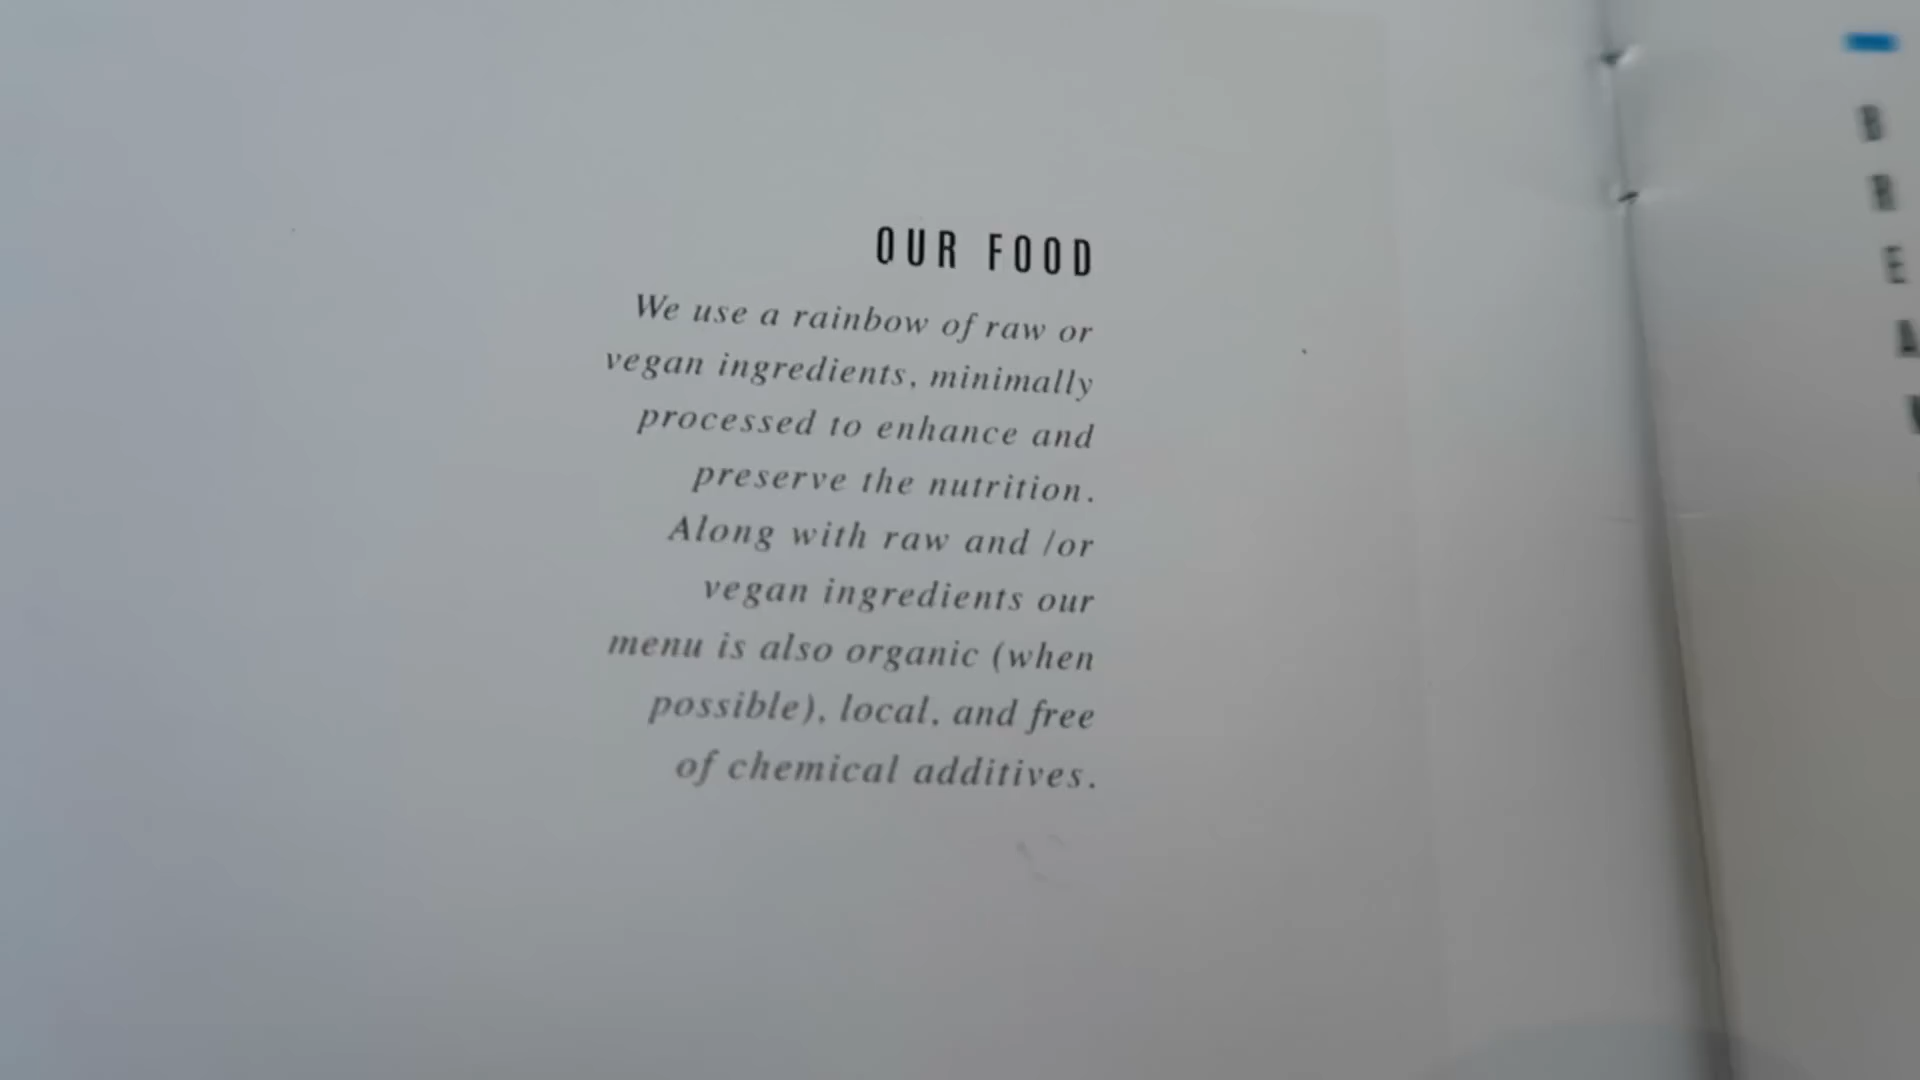 OUR FOOD
We use a rainbow of raw or
vegan ingredients, minimally
processed to enhance and
preserve the nutrition.
Along with raw and /or
vegan ingredients our
menu is also organic (when
possible), local, and free
of chemical additives.
B
R
E
A